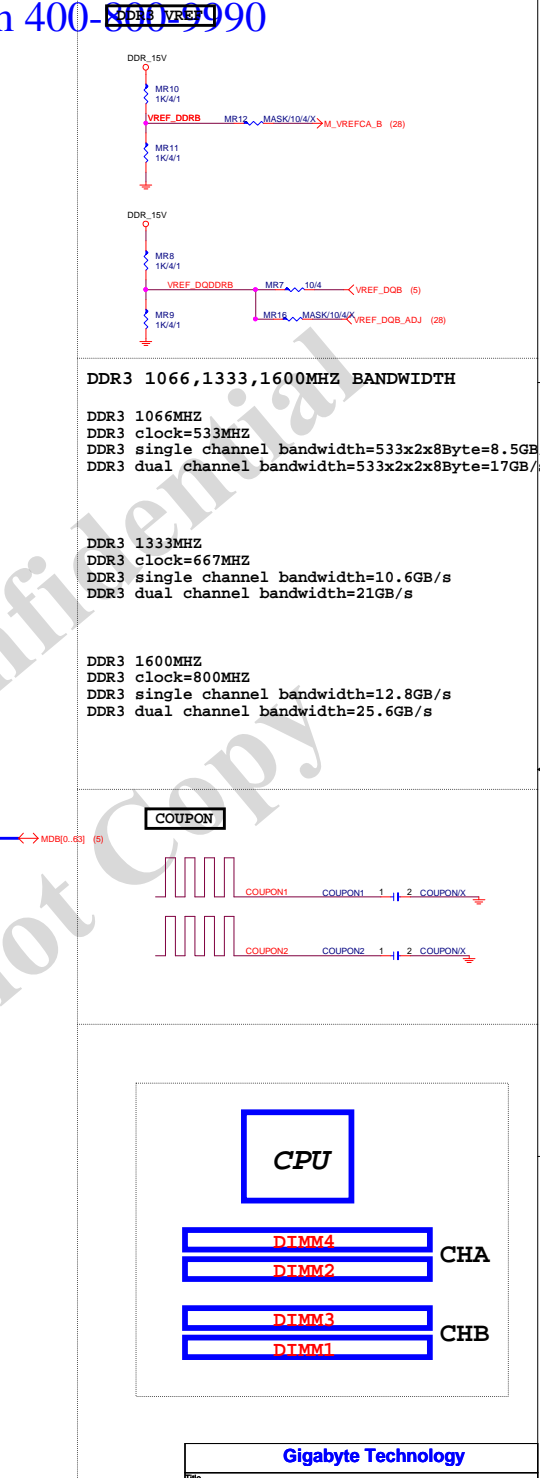 n 400-800-9990
DDR3 VREF
DDR_15V
MR10
1K/4/1
VREF_DDRB
MR12
MASK/10/4/X
M_VREFCA_B (28)
MR11
1K/4/1
DDR_15V
MR8
1K/4/1
VREF_DQDDRB
MR7
10/4
VREF_DQB (5)
MR9
1K/4/1
MR16
MASK/10/4/X
VREF_DQB_ADJ (28)
DDR3 1066,1333,1600MHZ BANDWIDTH
DDR3 1066MHZ
DDR3 clock=533MHZ
DDR3 single channel bandwidth=533x2x8Byte=8.5GB
DDR3 dual channel bandwidth=533x2x2x8Byte=17GB/
DDR3 1333MHZ
DDR3 clock=667MHZ
DDR3 single channel bandwidth=10.6GB/s
DDR3 dual channel bandwidth=21GB/s
DDR3 1600MHZ
DDR3 clock=800MHZ
DDR3 single channel bandwidth=12.8GB/s
DDR3 dual channel bandwidth=25.6GB/s
nfidential
not Copy
COUPON
MDB[0..63] (5)
COUPON1
COUPON1 1 2 COUPON/X
COUPON2
COUPON2 1 2 COUPON/X
CPU
DIMM4
DIMM2
CHA
DIMM3
DIMM1
CHB
Gigabyte Technology
Title